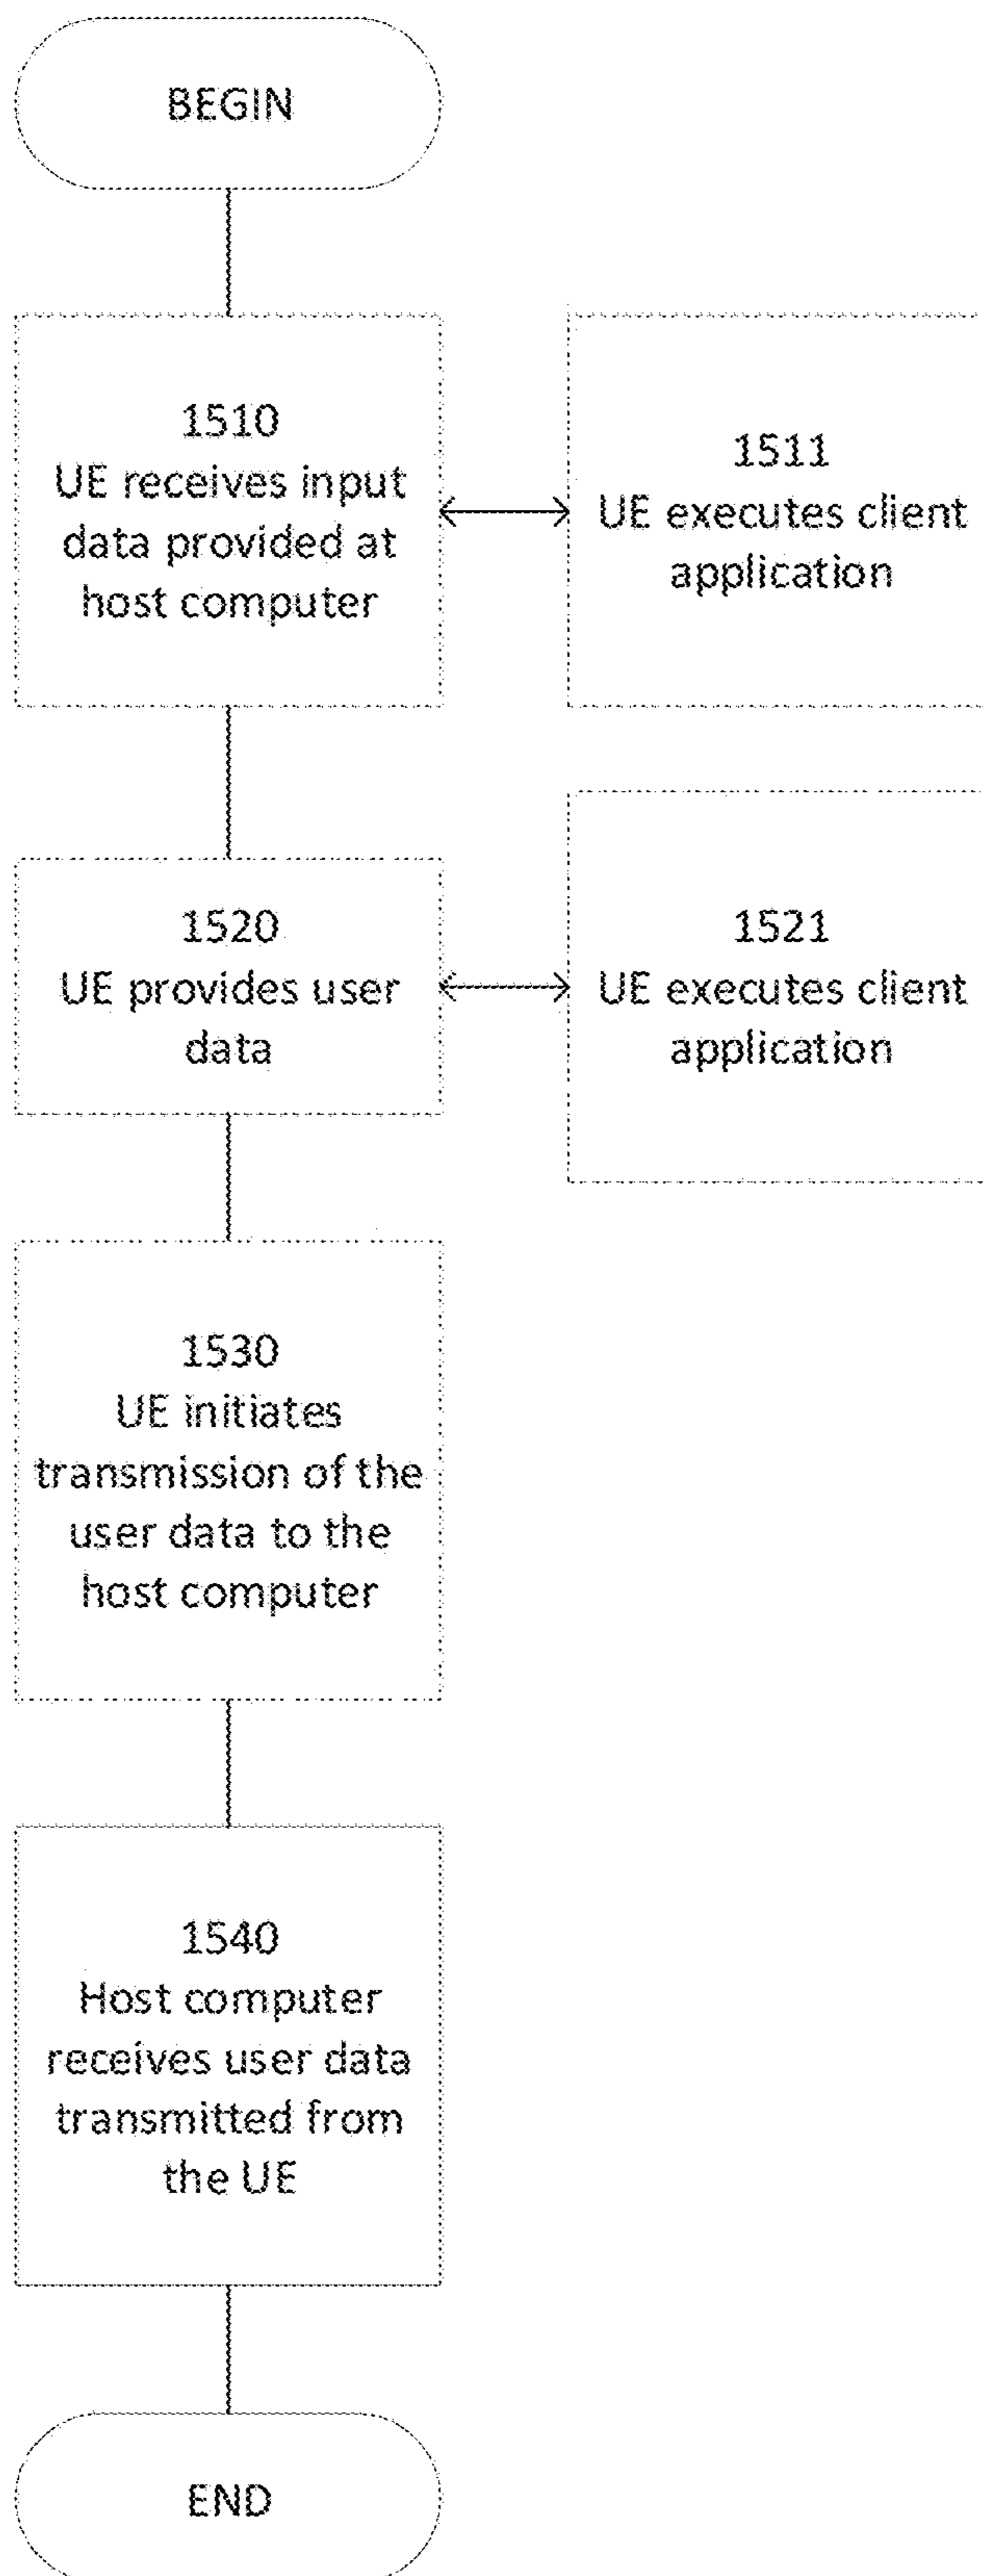 BEGIN
1510
UE receives input
data provided at
host computer
1511
UE executes client
application
1520
UE provides user
data
1521
UE executes client
application
1530
UE initiates
transmission of the
user data to the
host computer
1540
Host computer
receives user data
transmitted from
the UE
END